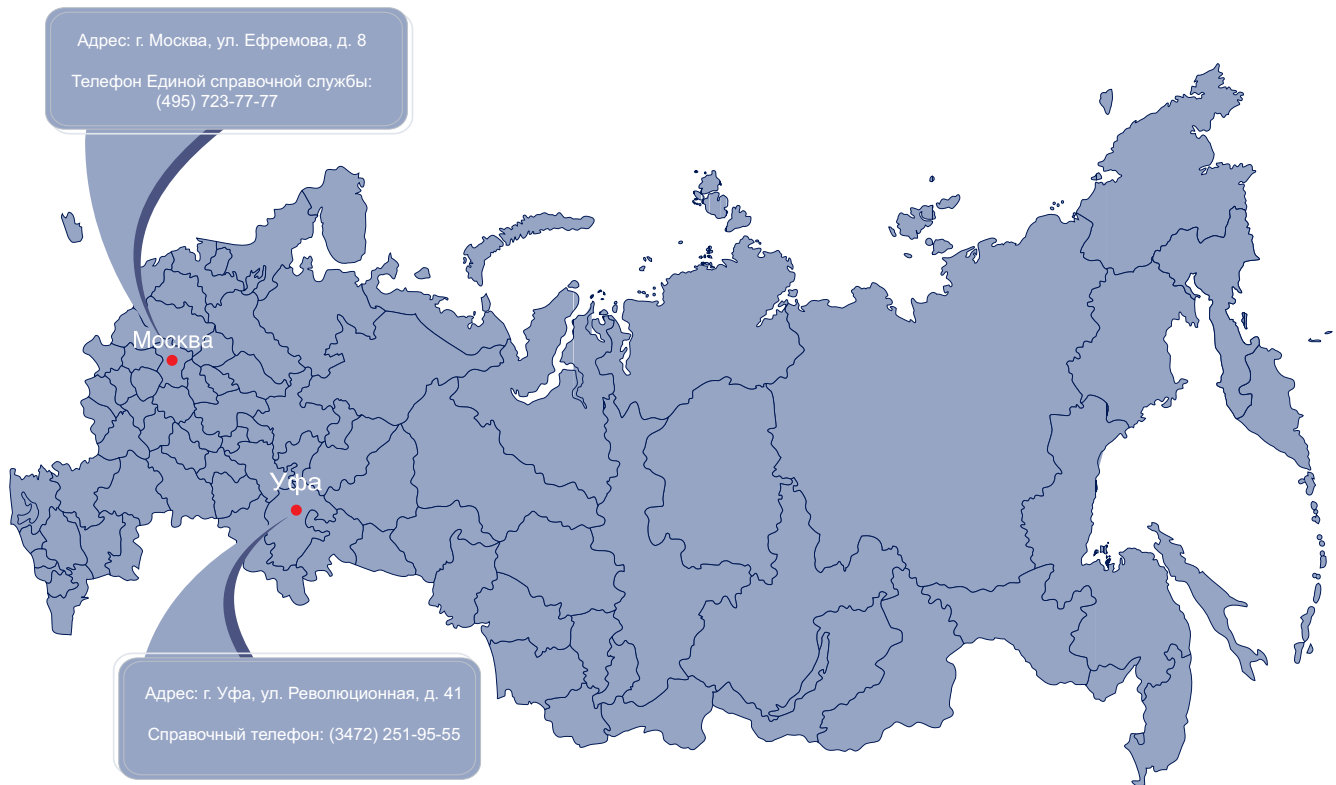 Адрес: г. Москва, ул. Ефремова, д. 8
Телефон Единой справочной службы:
(495) 723-77-77
Москва
Уфа
Адрес: г. Уфа, ул. Революционная, д. 41
Справочный телефон: (3472) 251-95-55